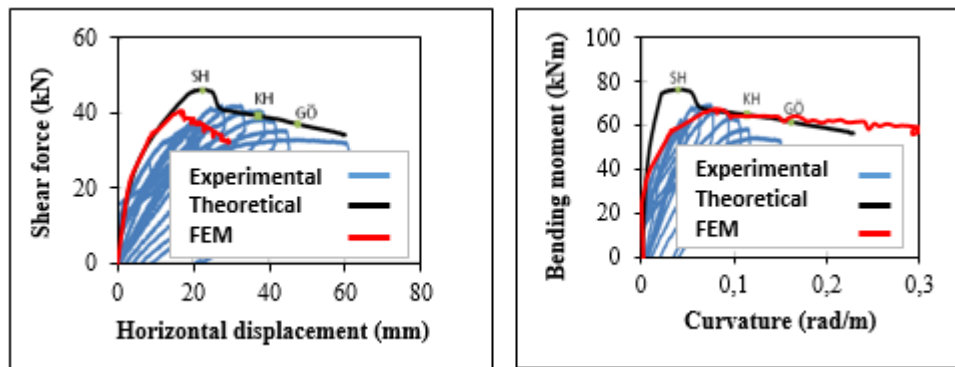 Shear force (kN)
60
40
20
0
SH
KH
GÖ
Experimental
Theoretical
FEM
0 20 40 60 80
Horizontal displacement (mm)
Bending moment (kNm)
100
80
60
40
20
0
SH
KH
GÖ
Experimental
Theoretical
FEM
0 0,1 0,2 0,3
Curvature (rad/m)